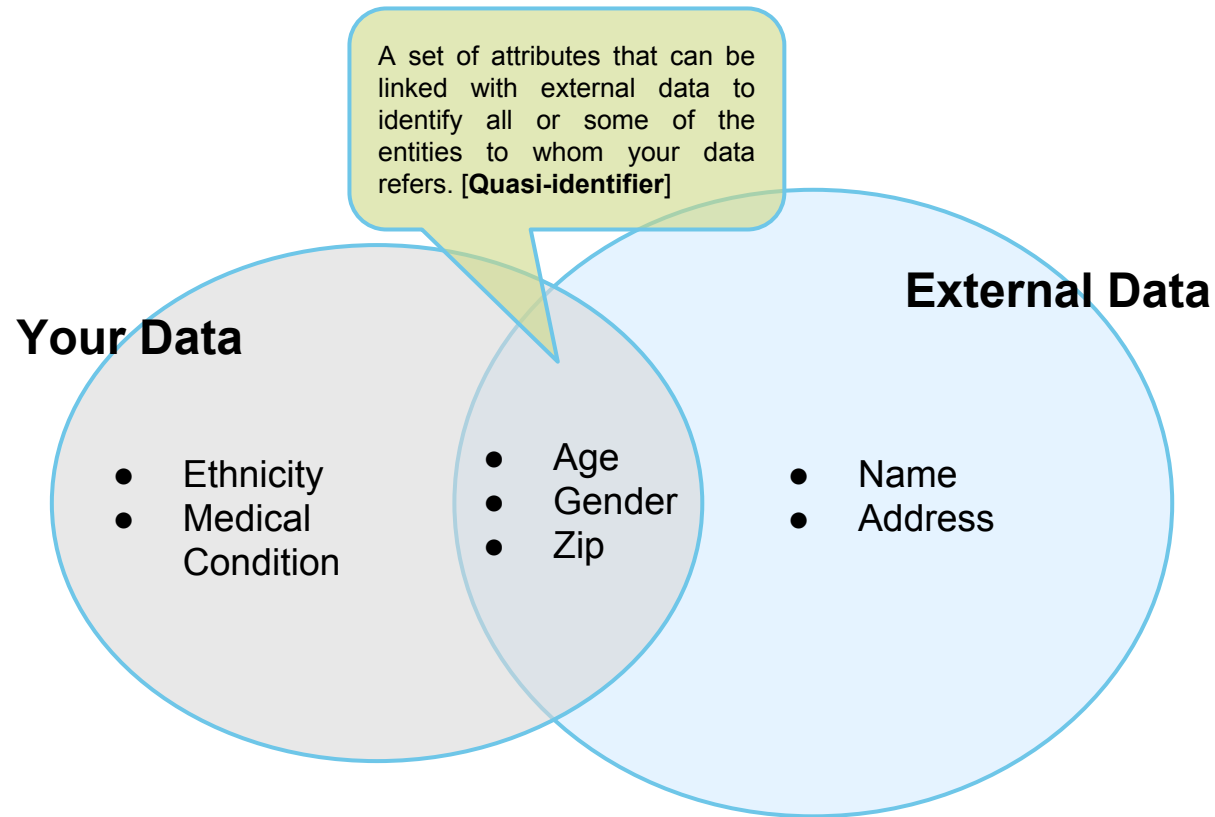 A set of attributes that can be
linked with external data to
identify all or some of the
entities to whom your data
refers. [Quasi-identifier]
External Data
Your Data
● Ethnicity
● Medical
Condition
● Age
● Gender
● Zip
● Name
● Address